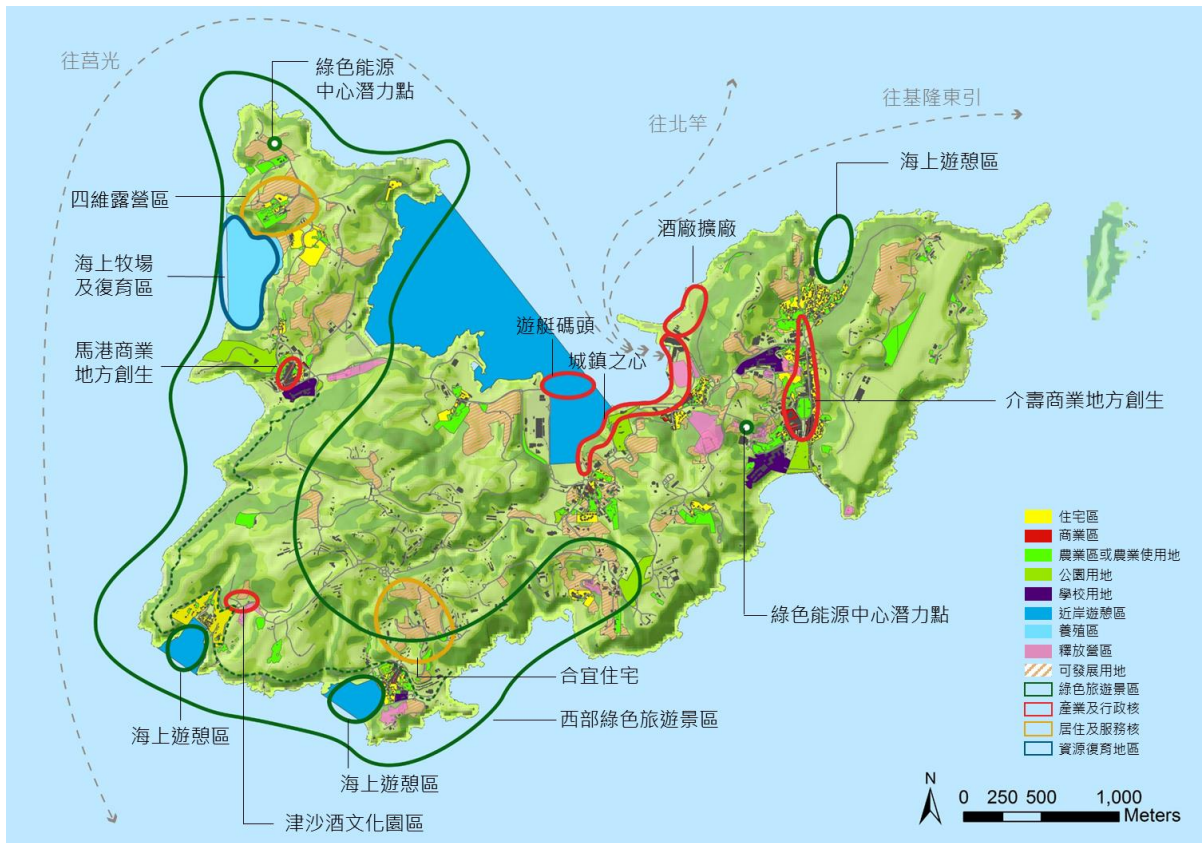 往莒光
綠色能源
中心潛力點
往北竿
往基隆東引
海上遊憩區
四維露營區
酒廠擴廠
海上牧場
及復育區
遊艇碼頭
城鎮之心
馬港商業
地方創生
介壽商業地方創生
綠色能源中心潛力點
合宜住宅
西部綠色旅遊景區
海上遊憩區
海上遊憩區
津沙酒文化園區
住宅區
商業區
農業區或農業使用地
公園用地
學校用地
近岸遊憩區
養殖區
釋放營區
可發展用地
綠色旅遊景區
產業及行政核
居住及服務核
資源復育地區
N
0 250 500 1,000
Meters